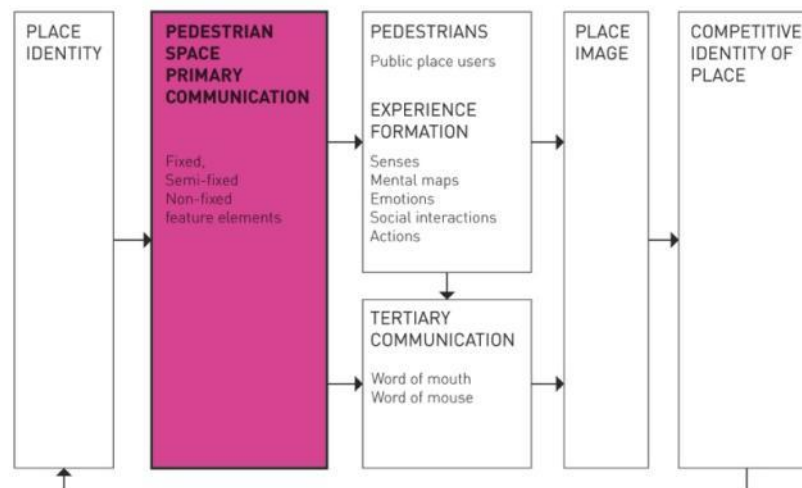 PLACE
IDENTITY
PEDESTRIAN
SPACE
PRIMARY
COMMUNICATION
Fixed,
Semi-fixed
Non-fixed
feature elements
PEDESTRIANS
Public place users
EXPERIENCE
FORMATION
Senses
Mental maps
Emotions
Social interactions
Actions
TERTIARY
COMMUNICATION
Word of mouth
Word of mouse
PLACE
IMAGE
COMPETITIVE
IDENTITY OF
PLACE